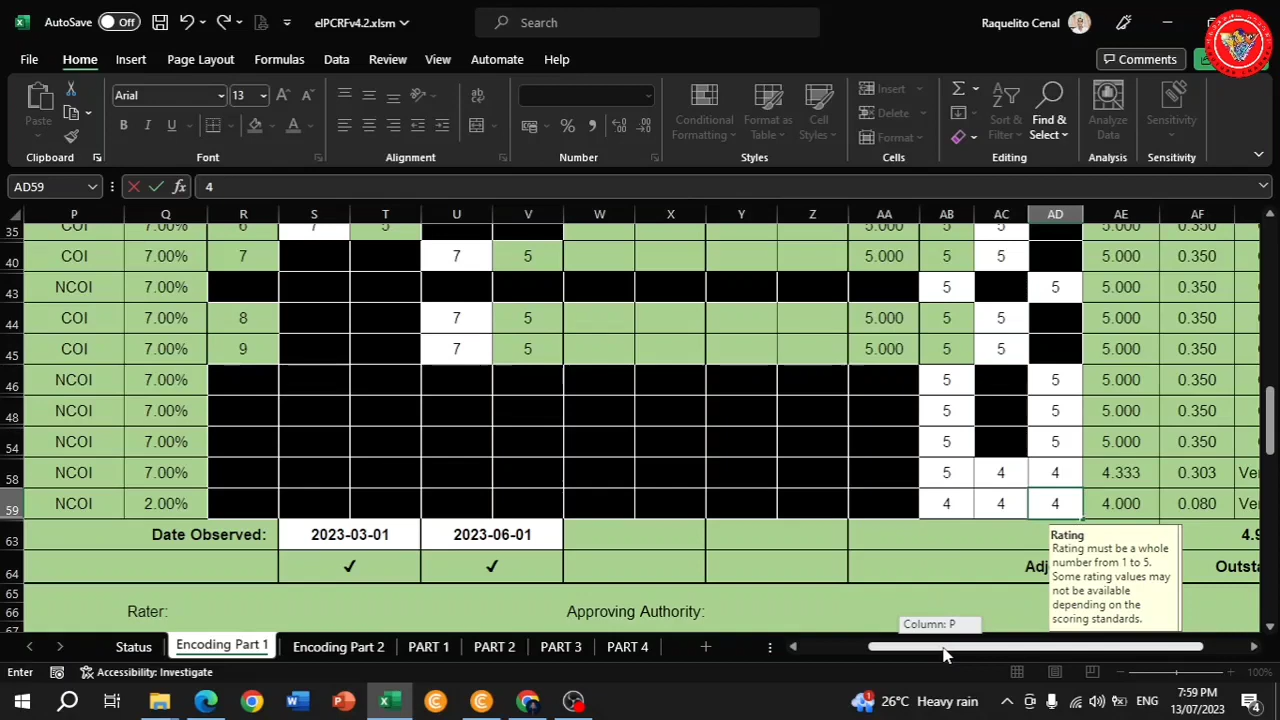 AutoSave Off eIPCRFv4.2.xlsm Search Raquelito Cenal
File Home Insert Page Layout Formulas Data Review View Automate Help Comments
Paste Arial 13 Insert Delete Format
Conditional Formatting Format as Table Cell Styles Sort & Filter Find & Select Analyze Data Sensitivity
Clipboard Font Alignment Number Styles Cells Editing Analysis Sensitivity
AD59 fx 4
P Q R S T U V W X Y Z AA AB AC AD AE AF
35 COI 7.00% 6 7 5 5.000 5 5 5.000 0.350
40 COI 7.00% 7 7 5 5.000 5 5 5.000 0.350
43 NCOI 7.00% 5 5 5.000 0.350
44 COI 7.00% 8 7 5 5.000 5 5 5.000 0.350
45 COI 7.00% 9 7 5 5.000 5 5 5.000 0.350
46 NCOI 7.00% 5 5 5.000 0.350
48 NCOI 7.00% 5 5 5.000 0.350
54 NCOI 7.00% 5 5 5.000 0.350
58 NCOI 7.00% 5 4 4 4.333 0.303 Ve
59 NCOI 2.00% 4 4 4 4.000 0.080 Ve
63 Date Observed: 2023-03-01 2023-06-01 4.9
64 ✓ ✓ Adj Outsta
65
66 Rater: Approving Authority:
67
Rating
Rating must be a whole
number from 1 to 5.
Some rating values may
not be available
depending on the
scoring standards.
Column: P
Status Encoding Part 1 Encoding Part 2 PART 1 PART 2 PART 3 PART 4
Enter Accessibility: Investigate 100%
26°C Heavy rain ENG 7:59 PM
13/07/2023 4